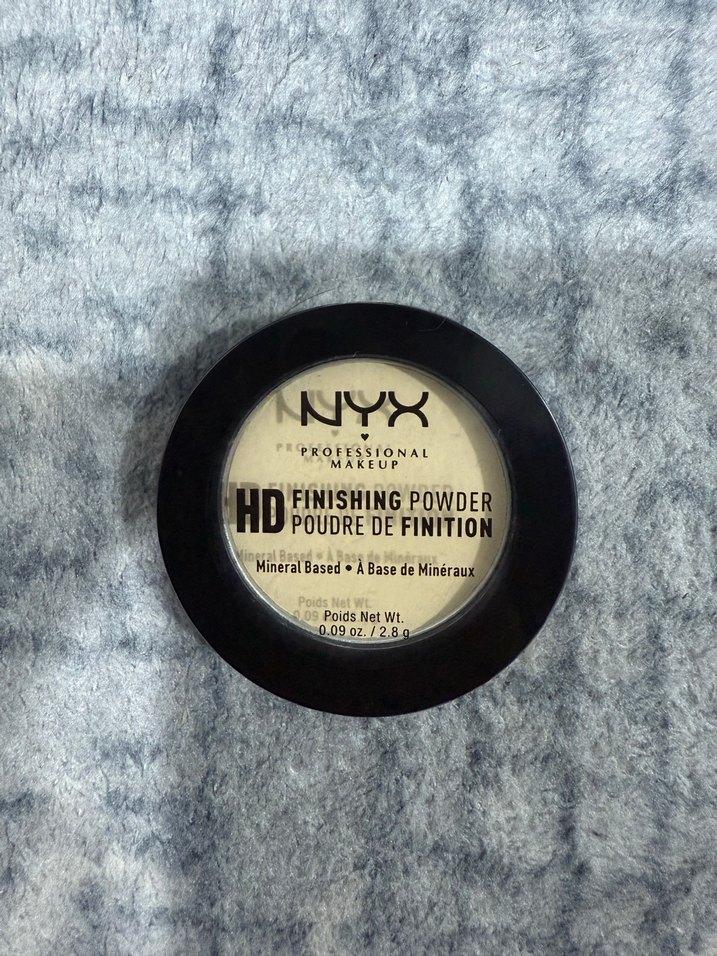 NYX
PROFESSIONAL
MAKEUP
HD FINISHING POWDER
POUDRE DE FINITION
Mineral Based • À Base de Minéraux
Poids Net Wt.
0.09 oz. / 2.8 g